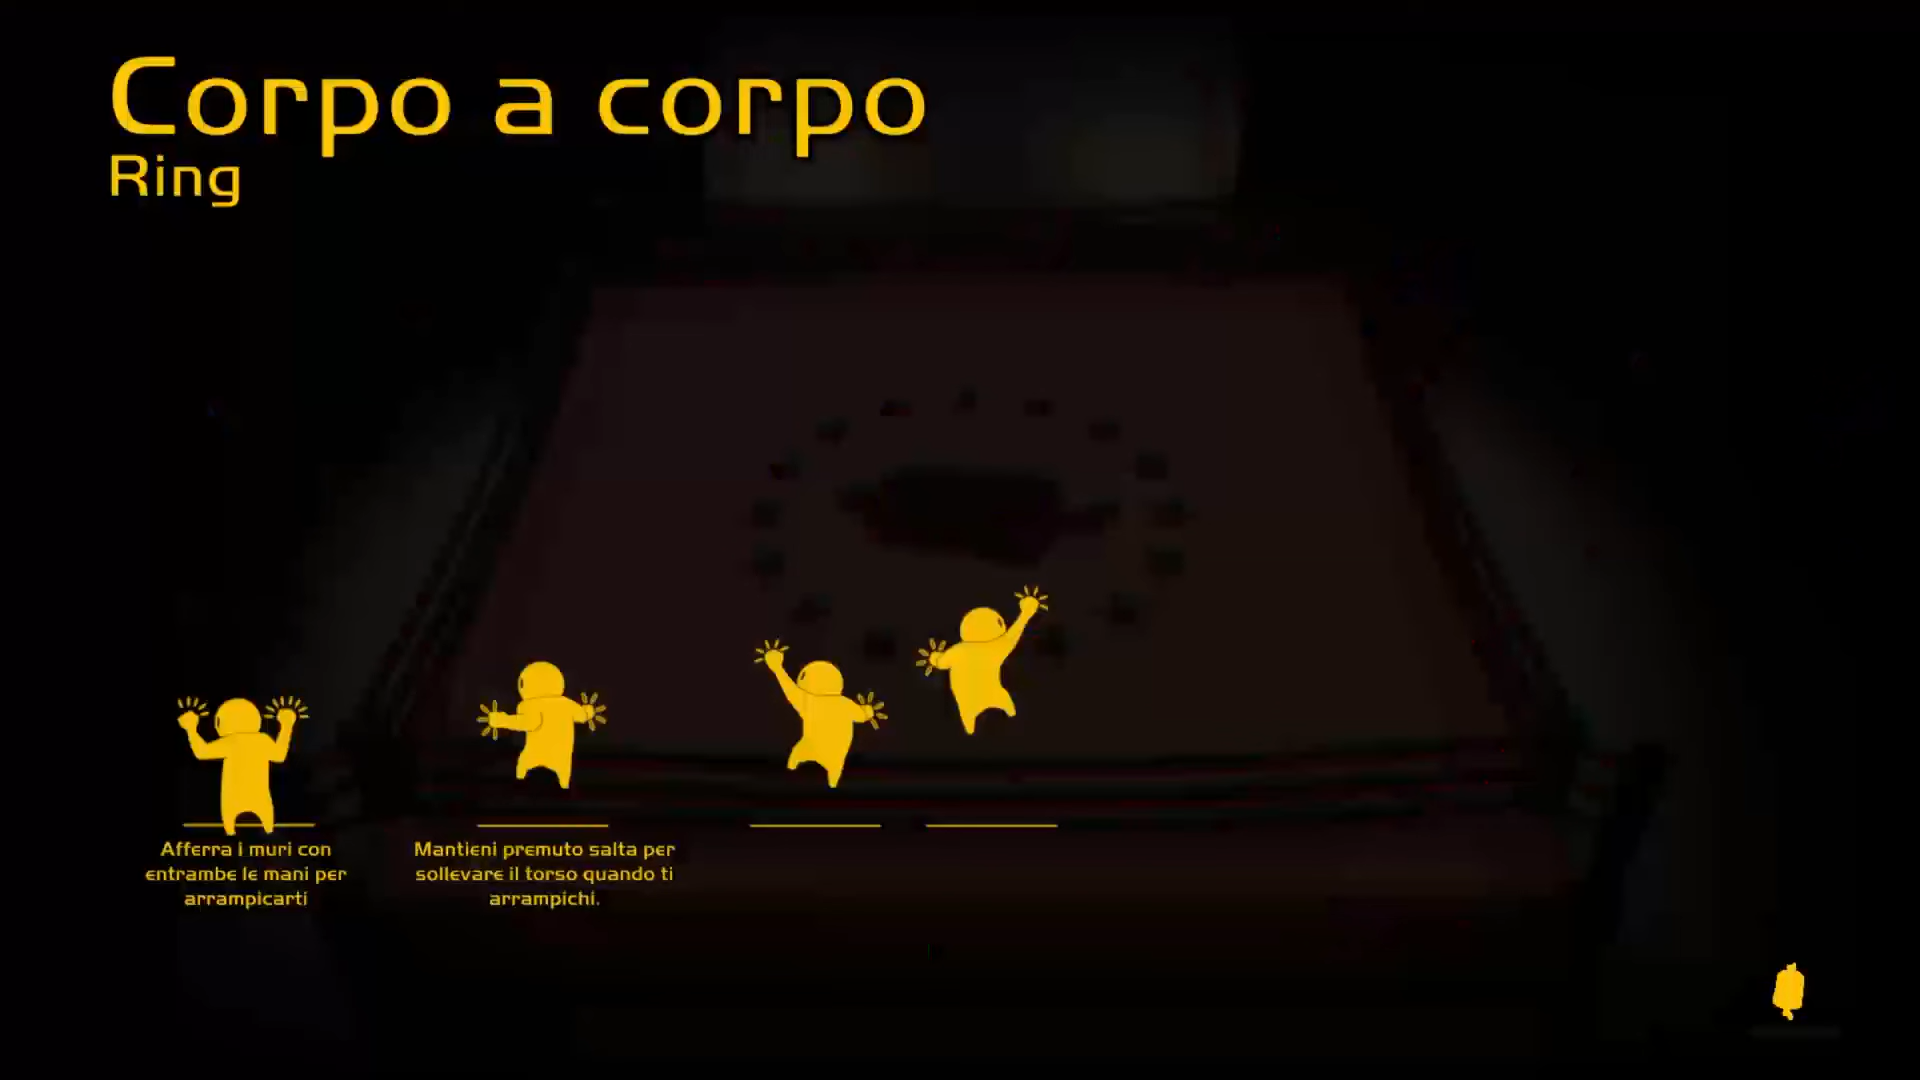 Corpo a corpo
Ring
Afferra i muri con
entrambe le mani per
arrampicarti
Mantieni premuto salta per
sollevare il torso quando ti
arrampichi.